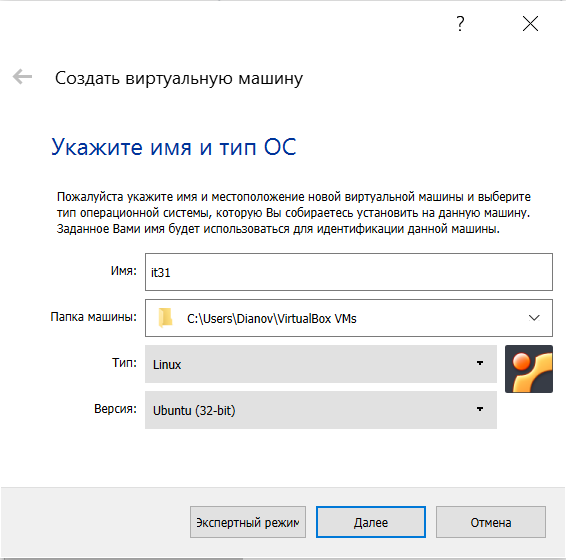 ?
Создать виртуальную машину
Укажите имя и тип ОС
Пожалуйста укажите имя и местоположение новой виртуальной машины и выберите
тип операционной системы, которую Вы собираетесь установить на данную машину.
Заданное Вами имя будет использоваться для идентификации данной машины.
Имя: it31
Папка машины: C:\Users\Dianov\VirtualBox VMs
Тип: Linux
Версия: Ubuntu (32-bit)
Экспертный режим Далее Отмена